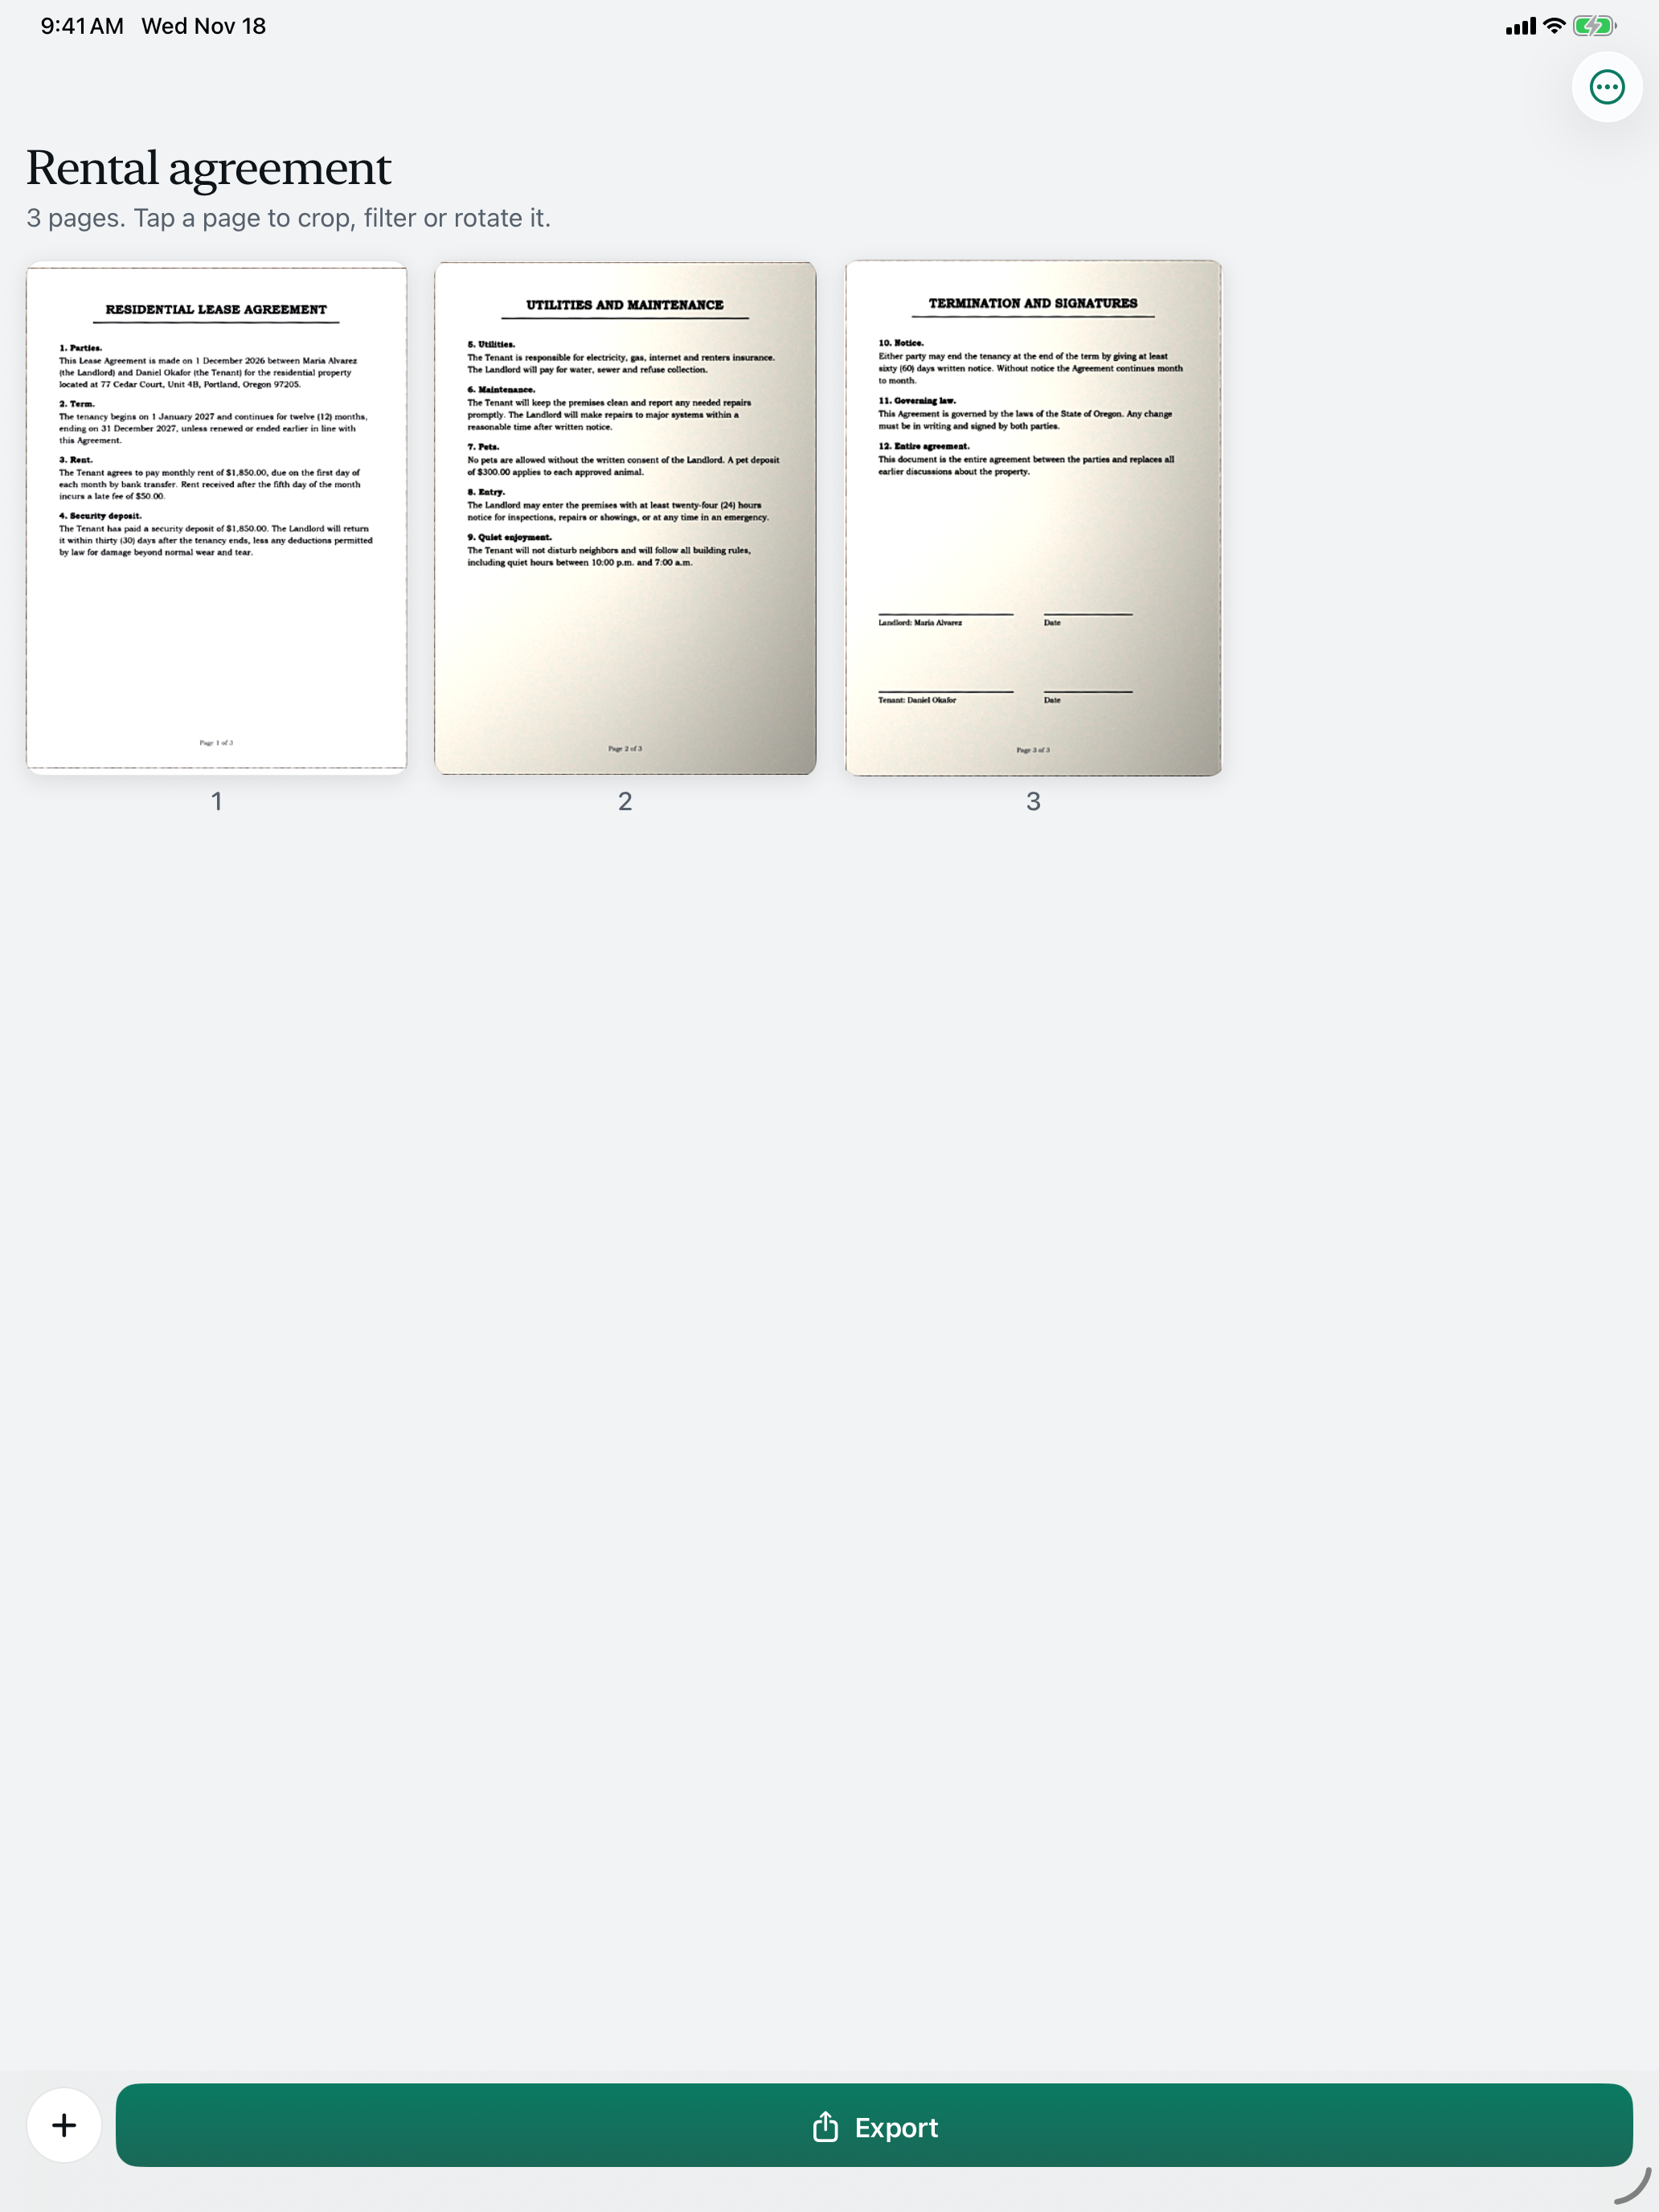 9:41 AM Wed Nov 18
Rental agreement
3 pages. Tap a page to crop, filter or rotate it.
RESIDENTIAL LEASE AGREEMENT
1. Parties.
This Lease Agreement is made on 1 December 2026 between Maria Alvarez
(the Landlord) and Daniel Okafor (the Tenant) for the residential property
located at 77 Cedar Court, Unit 4B, Portland, Oregon 97205.
2. Term.
The tenancy begins on 1 January 2027 and continues for twelve (12) months,
ending on 31 December 2027, unless renewed or ended earlier in line with
this Agreement.
3. Rent.
The Tenant agrees to pay monthly rent of $1,850.00, due on the first day of
each month by bank transfer. Rent received after the fifth day of the month
incurs a late fee of $50.00.
4. Security deposit.
The Tenant has paid a security deposit of $1,850.00. The Landlord will return
it within thirty (30) days after the tenancy ends, less any deductions permitted
by law for damage beyond normal wear and tear.
Page 1 of 3
1
UTILITIES AND MAINTENANCE
5. Utilities.
The Tenant is responsible for electricity, gas, internet and renters insurance.
The Landlord will pay for water, sewer and refuse collection.
6. Maintenance.
The Tenant will keep the premises clean and report any needed repairs
promptly. The Landlord will make repairs to major systems within a
reasonable time after written notice.
7. Pets.
No pets are allowed without the written consent of the Landlord. A pet deposit
of $300.00 applies to each approved animal.
8. Entry.
The Landlord may enter the premises with at least twenty-four (24) hours
notice for inspections, repairs or showings, or at any time in an emergency.
9. Quiet enjoyment.
The Tenant will not disturb neighbors and will follow all building rules,
including quiet hours between 10:00 p.m. and 7:00 a.m.
Page 2 of 3
2
TERMINATION AND SIGNATURES
10. Notice.
Either party may end the tenancy at the end of the term by giving at least
sixty (60) days written notice. Without notice the Agreement continues month
to month.
11. Governing law.
This Agreement is governed by the laws of the State of Oregon. Any change
must be in writing and signed by both parties.
12. Entire agreement.
This document is the entire agreement between the parties and replaces all
earlier discussions about the property.
Landlord: Maria Alvarez Date
Tenant: Daniel Okafor Date
Page 3 of 3
3
Export